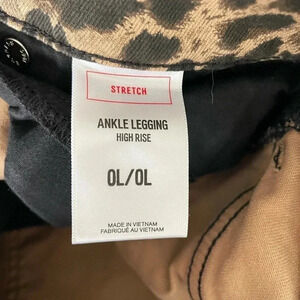 STRETCH
ANKLE LEGGING
HIGH RISE
0L/0L
MADE IN VIETNAM
FABRIQUÉ AU VIETNAM